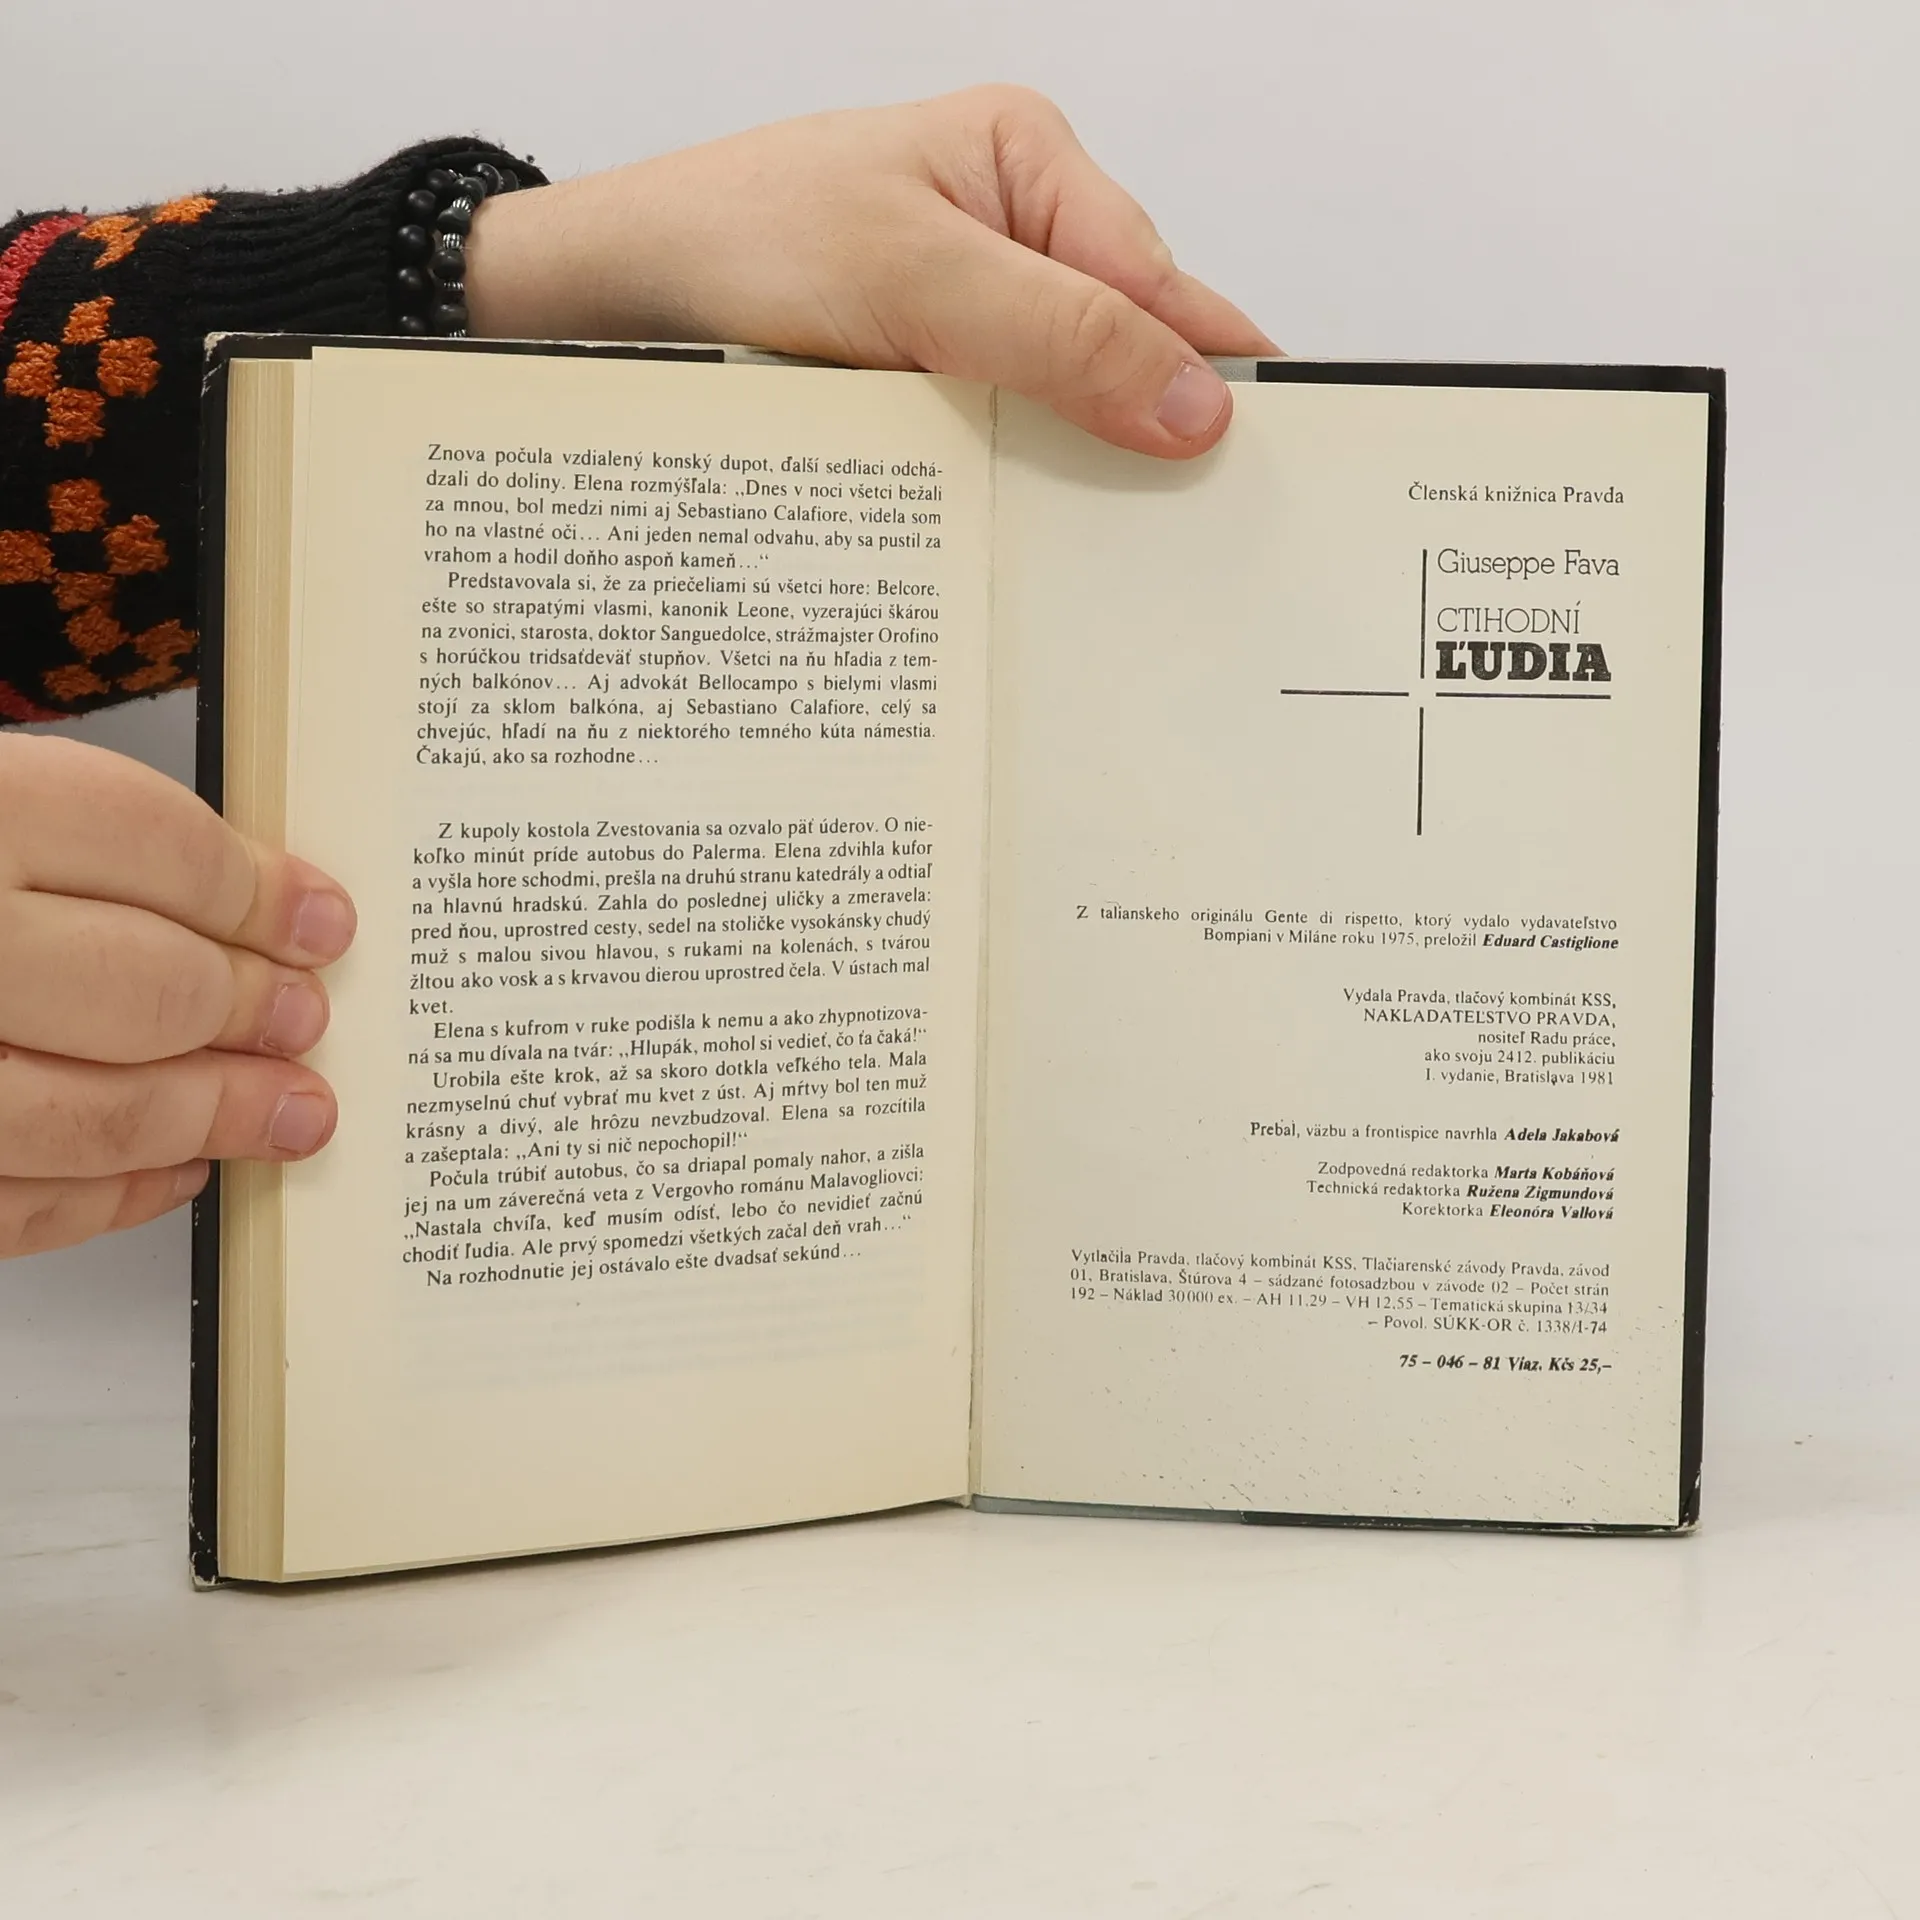 Znova počula vzdialený konský dupot, ďalší sedliaci odchá-
dzali do doliny. Elena rozmýšľala: „Dnes v noci všetci bežali
za mnou, bol medzi nimi aj Sebastiano Calafiore, videla som
ho na vlastné oči... Ani jeden nemal odvahu, aby sa pustil za
vrahom a hodil doňho aspoň kameň...“
Predstavovala si, že za priečeliami sú všetci hore: Belcore,
ešte so strapatými vlasmi, kanonik Leone, vyzerajúci škárou
na zvonici, starosta, doktor Sanguedolce, strážmajster Orofino
s horúčkou tridsaťdeväť stupňov. Všetci na ňu hľadia z tem-
ných balkónov... Aj advokát Bellocampo s bielymi vlasmi
stojí za sklom balkóna, aj Sebastiano Calafiore, celý sa
chvejúc, hľadí na ňu z niektorého temného kúta námestia.
Čakajú, ako sa rozhodne...
Z kupoly kostola Zvestovania sa ozvalo päť úderov. O nie-
koľko minút príde autobus do Palerma. Elena zdvihla kufor
a vyšla hore schodmi, prešla na druhú stranu katedrály a odtiaľ
na hlavnú hradskú. Zahla do poslednej uličky a zmeravela:
pred ňou, uprostred cesty, sedel na stoličke vysokánsky chudý
muž s malou sivou hlavou, s rukami na kolenách, s tvárou
žltou ako vosk a s krvavou dierou uprostred čela. V ústach mal
kvet.
Elena s kufrom v ruke podišla k nemu a ako zhypnotizova-
ná sa mu dívala na tvár: „Hlupák, mohol si vedieť, čo ťa čaká!“
Urobila ešte krok, až sa skoro dotkla veľkého tela. Mala
nezmyselnú chuť vybrať mu kvet z úst. Aj mŕtvy bol ten muž
krásny a divý, ale hrôzu nevzbudzoval. Elena sa rozcítila
a zašeptala: „Ani ty si nič nepochopil!“
Počula trúbiť autobus, čo sa driapal pomaly nahor, a zišla
jej na um záverečná veta z Vergovho románu Malavogliovci:
„Nastala chvíľa, keď musím odísť, lebo čo nevidieť začnú
chodiť ľudia. Ale prvý spomedzi všetkých začal deň vrah...“
Na rozhodnutie jej ostávalo ešte dvadsať sekúnd...
Členská knižnica Pravda
Giuseppe Fava
CTIHODNÍ
ĽUDIA
Z talianskeho originálu Gente di rispetto, ktorý vydalo vydavateľstvo
Bompiani v Miláne roku 1975, preložil Eduard Castiglione
Vydala Pravda, tlačový kombinát KSS,
NAKLADATEĽSTVO PRAVDA,
nositeľ Radu práce,
ako svoju 2412. publikáciu
I. vydanie, Bratislava 1981
Prebal, väzbu a frontispice navrhla Adela Jakabová
Zodpovedná redaktorka Marta Kobáňová
Technická redaktorka Ružena Zigmundová
Korektorka Eleonóra Vallová
Vytlačila Pravda, tlačový kombinát KSS, Tlačiarenské závody Pravda, závod
01, Bratislava, Štúrova 4 – sádzané fotosadzbou v závode 02 – Počet strán
192 – Náklad 30000 ex. – AH 11,29 – VH 12,55 – Tematická skupina 13/34
– Povol. SÚKK-OR č. 1338/I-74
75 – 046 – 81 Viaz. Kčs 25,–